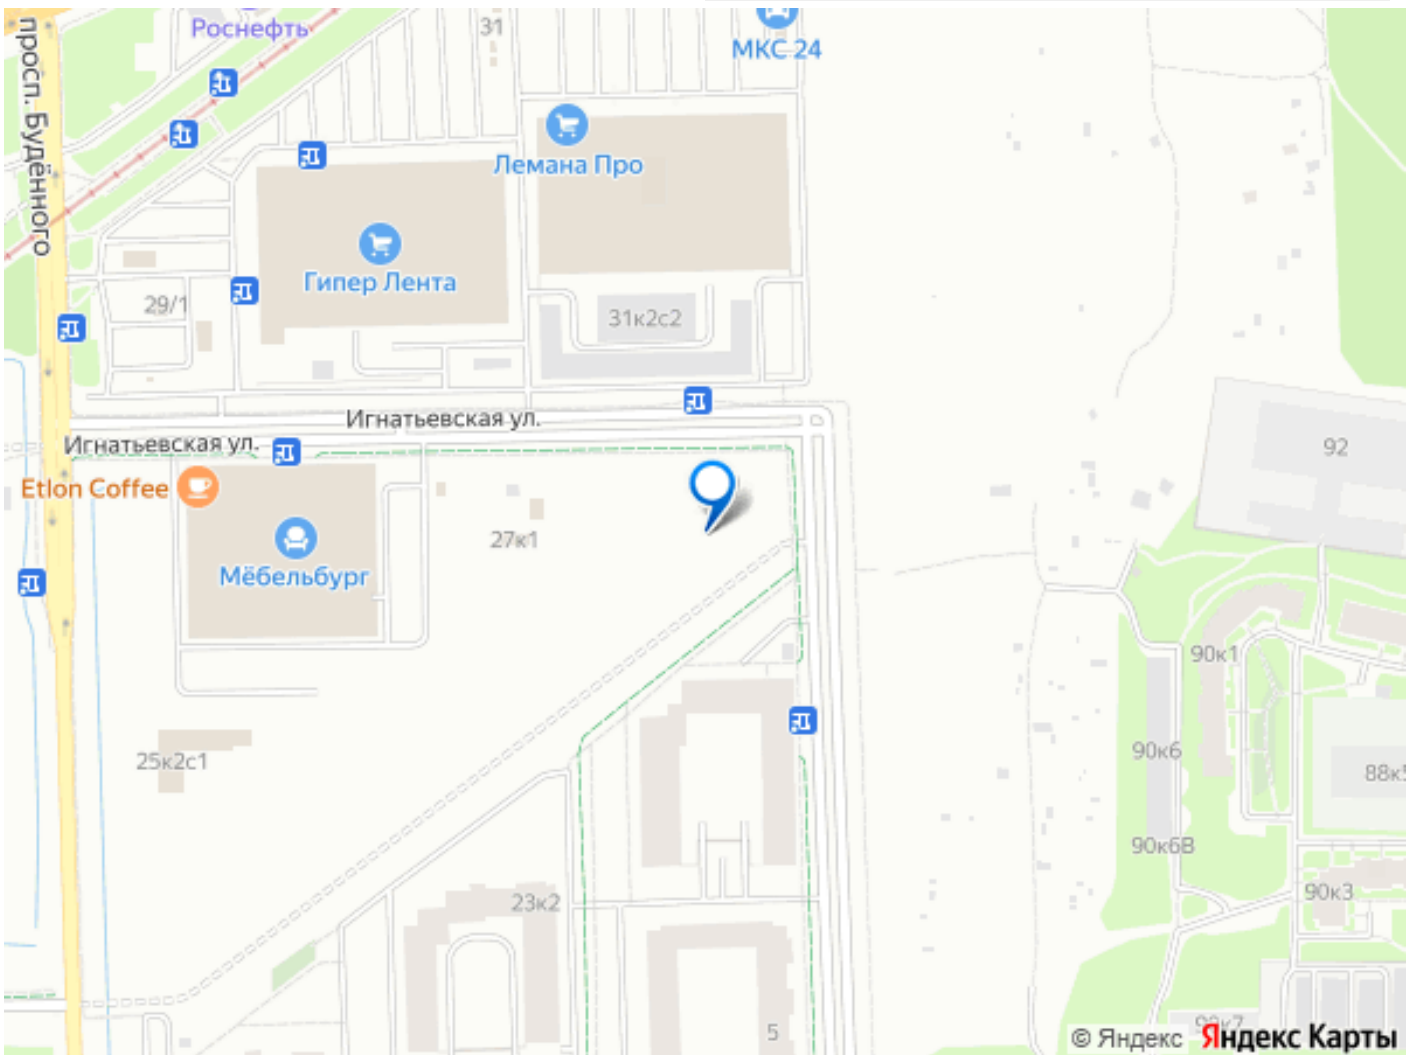 Роснефть
31
МКС 24
просп. Будённого
Лемана Про
Гипер Лента
29/1
31к2с2
Игнатьевская ул.
Игнатьевская ул.
92
Etlon Coffee
27к1
Мёбельбург
90к1
25к2с1
90к6
88к5
90к6В
23к2
90к3
5
© Яндекс
Яндекс Карты